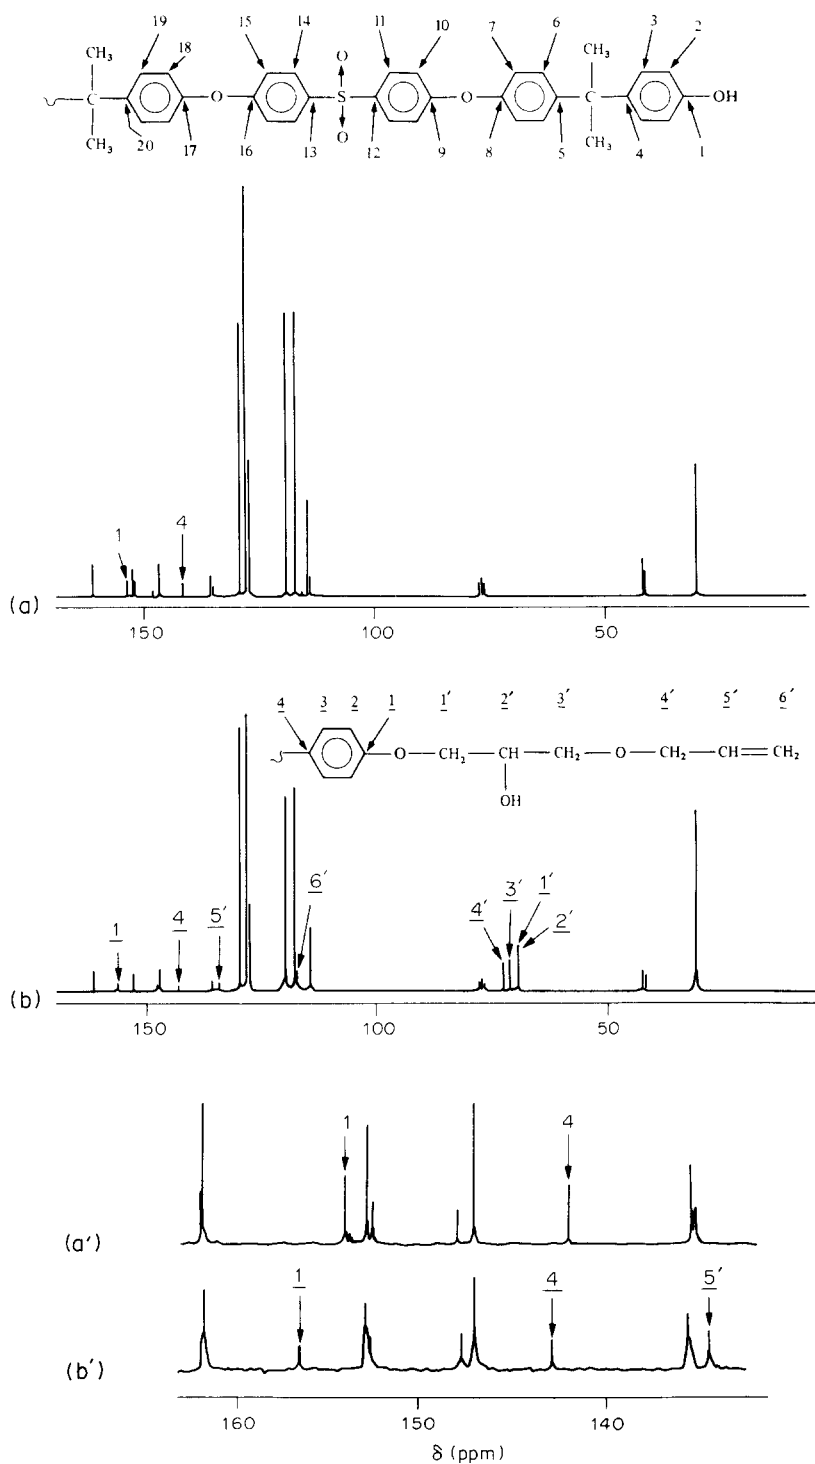 19 18 15 14 11 10 7 6 3 2
CH₃ O CH₃
C O S O C OH
CH₃ 20 17 16 13 O 12 9 8 5 CH₃ 4 1
1 4
(a)
150 100 50
4 3 2 1 1′ 2′ 3′ 4′ 5′ 6′
O CH₂ CH CH₂ O CH₂ CH CH₂
OH
1 4 5′ 6′ 4′ 3′ 1′ 2′
(b)
150 100 50
1 4
(a′)
1 4 5′
(b′)
160 150 140
δ (ppm)